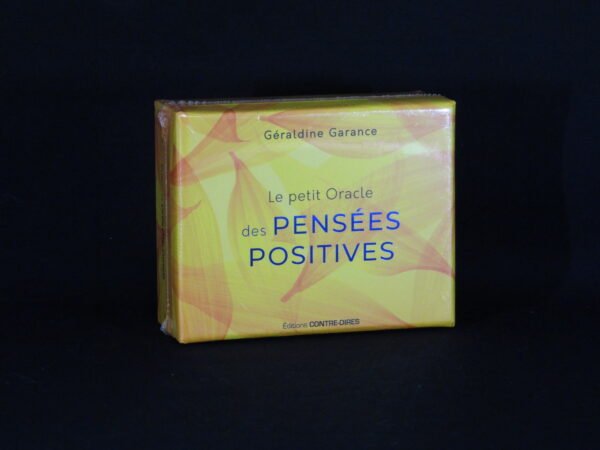 Géraldine Garance
Le petit Oracle
des PENSÉES
POSITIVES
Éditions CONTRE-DIRES